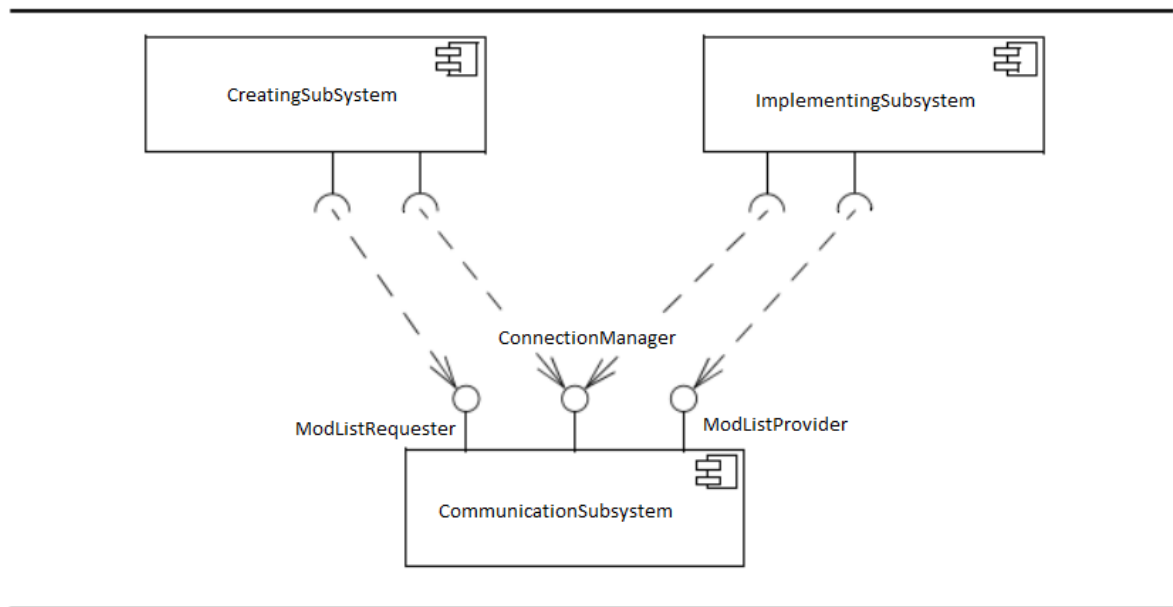 CreatingSubSystem
ImplementingSubsystem
ConnectionManager
ModListRequester
ModListProvider
CommunicationSubsystem